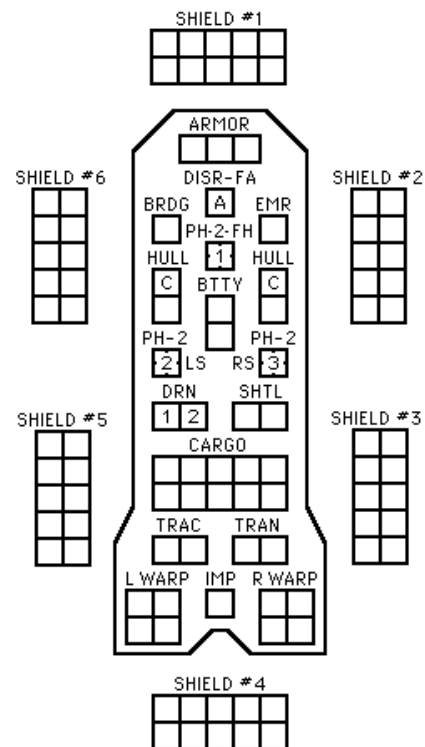 SHIELD #1
ARMOR
SHIELD #6 DISR-FA SHIELD #2
BRDG A EMR
PH-2-FH
HULL 1 HULL
C BTTY C
PH-2 PH-2
2 LS RS 3
DRN SHTL
1 2
SHIELD #5 SHIELD #3
CARGO
TRAC TRAN
L WARP IMP R WARP
SHIELD #4